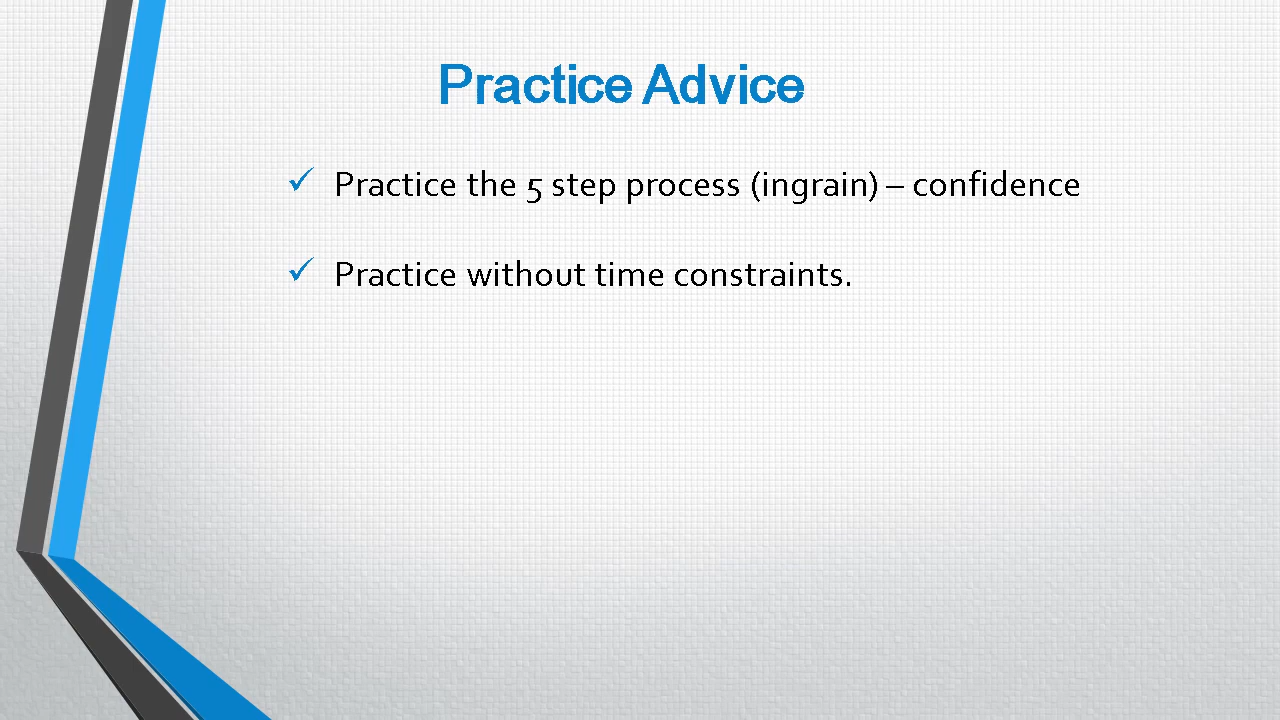 Practice Advice
✓ Practice the 5 step process (ingrain) – confidence
✓ Practice without time constraints.